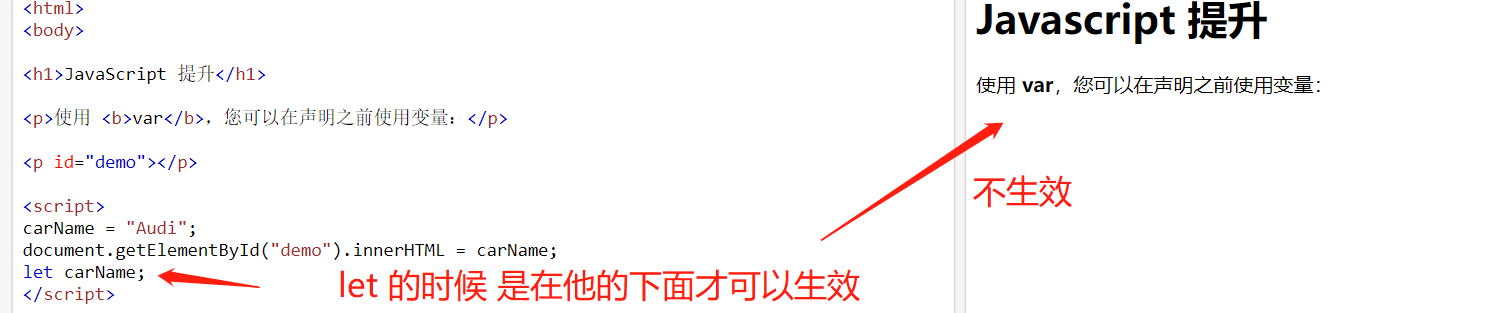 <html>
<body>
<h1>JavaScript 提升</h1>
<p>使用 <b>var</b>，您可以在声明之前使用变量：</p>
<p id="demo"></p>
<script>
carName = "Audi";
document.getElementById("demo").innerHTML = carName;
let carName;
</script>
let 的时候 是在他的下面才可以生效
Javascript 提升
使用 var，您可以在声明之前使用变量：
不生效